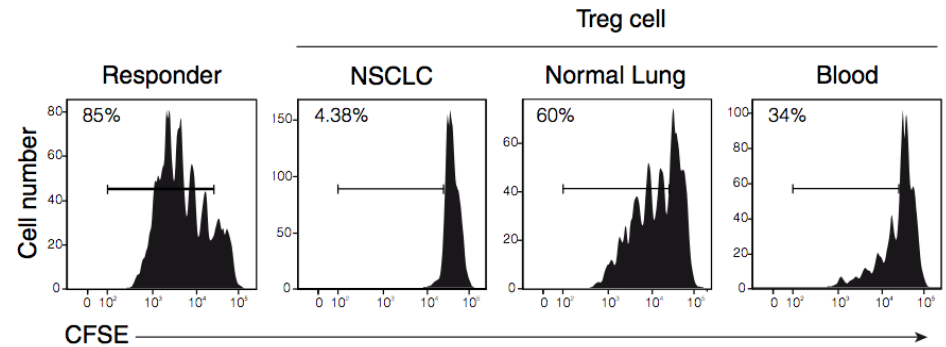 Treg cell
Responder NSCLC Normal Lung Blood
85% 4.38% 60% 34%
Cell number
80 60 40 20 0
150 100 50 0
60 40 20 0
100 80 60 40 20 0
0 10² 10³ 10⁴ 10⁵
0 10² 10³ 10⁴ 10⁵
0 10² 10³ 10⁴ 10⁵
0 10² 10³ 10⁴ 10⁵
CFSE